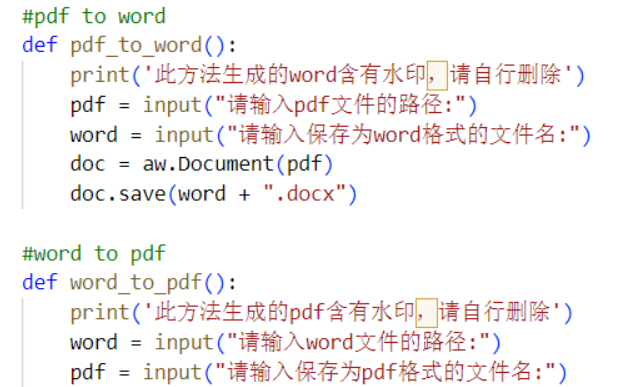 #pdf to word
def pdf_to_word():
print('此方法生成的word含有水印，请自行删除')
pdf = input("请输入pdf文件的路径:")
word = input("请输入保存为word格式的文件名:")
doc = aw.Document(pdf)
doc.save(word + ".docx")
#word to pdf
def word_to_pdf():
print('此方法生成的pdf含有水印，请自行删除')
word = input("请输入word文件的路径:")
pdf = input("请输入保存为pdf格式的文件名:")